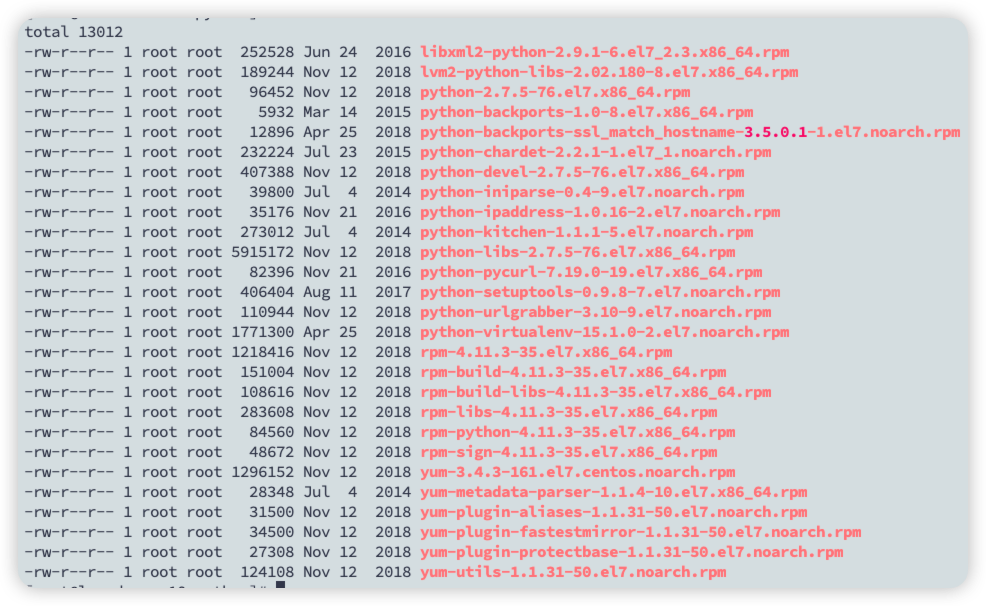 total 13012
-rw-r--r-- 1 root root  252528 Jun 24  2016 libxml2-python-2.9.1-6.el7_2.3.x86_64.rpm
-rw-r--r-- 1 root root  189244 Nov 12  2018 lvm2-python-libs-2.02.180-8.el7.x86_64.rpm
-rw-r--r-- 1 root root   96452 Nov 12  2018 python-2.7.5-76.el7.x86_64.rpm
-rw-r--r-- 1 root root    5932 Mar 14  2015 python-backports-1.0-8.el7.x86_64.rpm
-rw-r--r-- 1 root root   12896 Apr 25  2018 python-backports-ssl_match_hostname-3.5.0.1-1.el7.noarch.rpm
-rw-r--r-- 1 root root  232224 Jul 23  2015 python-chardet-2.2.1-1.el7_1.noarch.rpm
-rw-r--r-- 1 root root  407388 Nov 12  2018 python-devel-2.7.5-76.el7.x86_64.rpm
-rw-r--r-- 1 root root   39800 Jul  4  2014 python-iniparse-0.4-9.el7.noarch.rpm
-rw-r--r-- 1 root root   35176 Nov 21  2016 python-ipaddress-1.0.16-2.el7.noarch.rpm
-rw-r--r-- 1 root root  273012 Jul  4  2014 python-kitchen-1.1.1-5.el7.noarch.rpm
-rw-r--r-- 1 root root 5915172 Nov 12  2018 python-libs-2.7.5-76.el7.x86_64.rpm
-rw-r--r-- 1 root root   82396 Nov 21  2016 python-pycurl-7.19.0-19.el7.x86_64.rpm
-rw-r--r-- 1 root root  406404 Aug 11  2017 python-setuptools-0.9.8-7.el7.noarch.rpm
-rw-r--r-- 1 root root  110944 Nov 12  2018 python-urlgrabber-3.10-9.el7.noarch.rpm
-rw-r--r-- 1 root root 1771300 Apr 25  2018 python-virtualenv-15.1.0-2.el7.noarch.rpm
-rw-r--r-- 1 root root 1218416 Nov 12  2018 rpm-4.11.3-35.el7.x86_64.rpm
-rw-r--r-- 1 root root  151004 Nov 12  2018 rpm-build-4.11.3-35.el7.x86_64.rpm
-rw-r--r-- 1 root root  108616 Nov 12  2018 rpm-build-libs-4.11.3-35.el7.x86_64.rpm
-rw-r--r-- 1 root root  283608 Nov 12  2018 rpm-libs-4.11.3-35.el7.x86_64.rpm
-rw-r--r-- 1 root root   84560 Nov 12  2018 rpm-python-4.11.3-35.el7.x86_64.rpm
-rw-r--r-- 1 root root   48672 Nov 12  2018 rpm-sign-4.11.3-35.el7.x86_64.rpm
-rw-r--r-- 1 root root 1296152 Nov 12  2018 yum-3.4.3-161.el7.centos.noarch.rpm
-rw-r--r-- 1 root root   28348 Jul  4  2014 yum-metadata-parser-1.1.4-10.el7.x86_64.rpm
-rw-r--r-- 1 root root   31500 Nov 12  2018 yum-plugin-aliases-1.1.31-50.el7.noarch.rpm
-rw-r--r-- 1 root root   34500 Nov 12  2018 yum-plugin-fastestmirror-1.1.31-50.el7.noarch.rpm
-rw-r--r-- 1 root root   27308 Nov 12  2018 yum-plugin-protectbase-1.1.31-50.el7.noarch.rpm
-rw-r--r-- 1 root root  124108 Nov 12  2018 yum-utils-1.1.31-50.el7.noarch.rpm